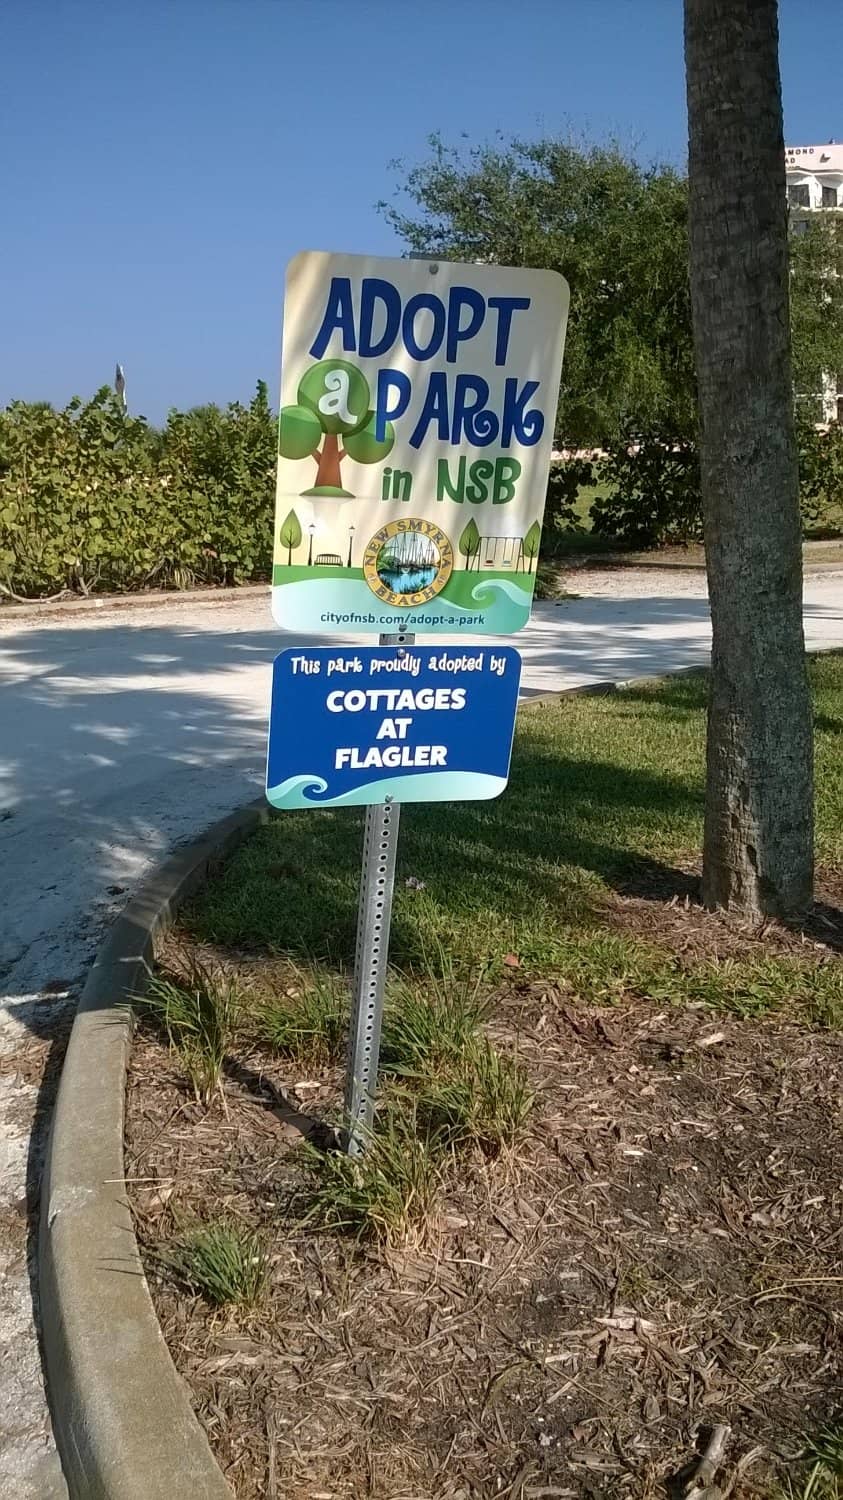 ADOPT
a PARK
in NSB
NEW SMYRNA
BEACH
cityofnsb.com/adopt-a-park
This park proudly adopted by
COTTAGES
AT
FLAGLER